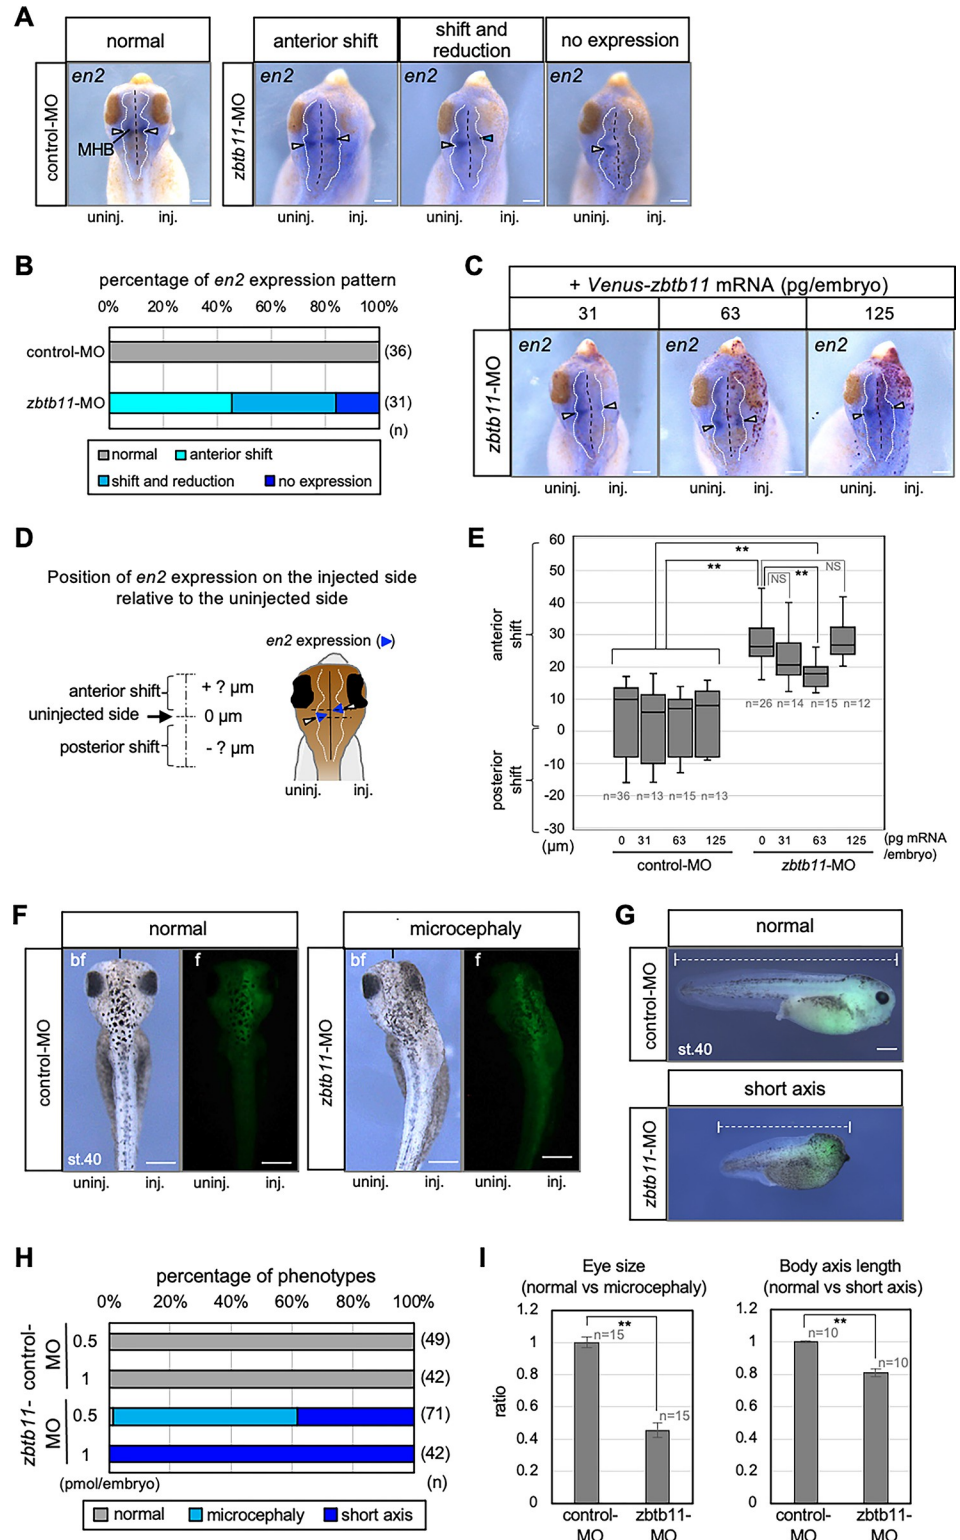 A
normal
anterior shift
shift and
reduction
no expression
control-MO
en2
MHB
zbtb11-MO
en2
en2
en2
uninj. inj.
uninj. inj.
uninj. inj.
uninj. inj.
B
percentage of en2 expression pattern
0% 20% 40% 60% 80% 100%
control-MO (36)
zbtb11-MO (31)
(n)
normal anterior shift
shift and reduction no expression
C
+ Venus-zbtb11 mRNA (pg/embryo)
31 63 125
zbtb11-MO
en2
en2
en2
uninj. inj.
uninj. inj.
uninj. inj.
D
Position of en2 expression on the injected side
relative to the uninjected side
en2 expression ( )
anterior shift + ? µm
uninjected side 0 µm
posterior shift - ? µm
uninj. inj.
E
anterior
shift
posterior
shift
60
50
40
30
20
10
0
-10
-20
-30
(µm)
**
**
NS
**
NS
n=26 n=14 n=15 n=12
n=36 n=13 n=15 n=13
0 31 63 125 0 31 63 125
(pg mRNA
/embryo)
control-MO zbtb11-MO
F
normal
microcephaly
control-MO
bf
f
st.40
zbtb11-MO
bf
f
uninj. inj.
uninj. inj.
uninj. inj.
uninj. inj.
G
normal
control-MO
st.40
short axis
zbtb11-MO
H
percentage of phenotypes
0% 20% 40% 60% 80% 100%
control-
MO
0.5 (49)
1 (42)
zbtb11-
MO
0.5 (71)
1 (42)
(pmol/embryo) (n)
normal microcephaly short axis
I
Eye size
(normal vs microcephaly)
ratio
1.2
1
0.8
0.6
0.4
0.2
0
**
n=15
n=15
control-
MO
zbtb11-
MO
Body axis length
(normal vs short axis)
1.2
1
0.8
0.6
0.4
0.2
0
**
n=10
n=10
control-
MO
zbtb11-
MO